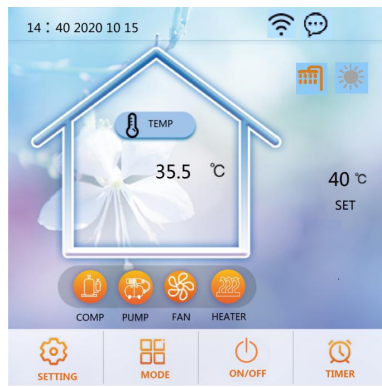 14：40 2020 10 15
TEMP
35.5 ℃
40 ℃
SET
COMP PUMP FAN HEATER
SETTING MODE ON/OFF TIMER